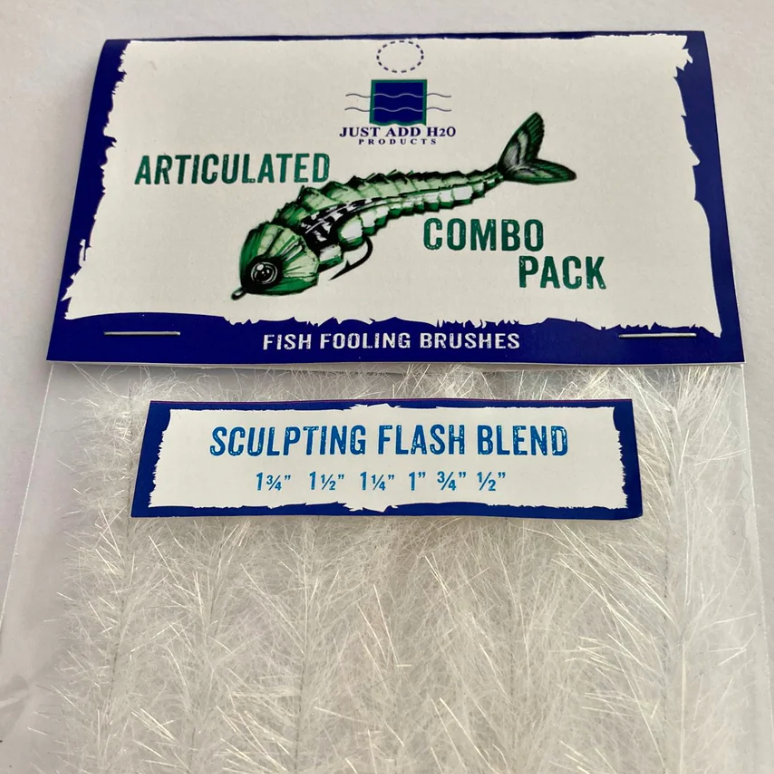 JUST ADD H2O
PRODUCTS
ARTICULATED
COMBO
PACK
FISH FOOLING BRUSHES
SCULPTING FLASH BLEND
1¾" 1½" 1¼" 1" ¾" ½"